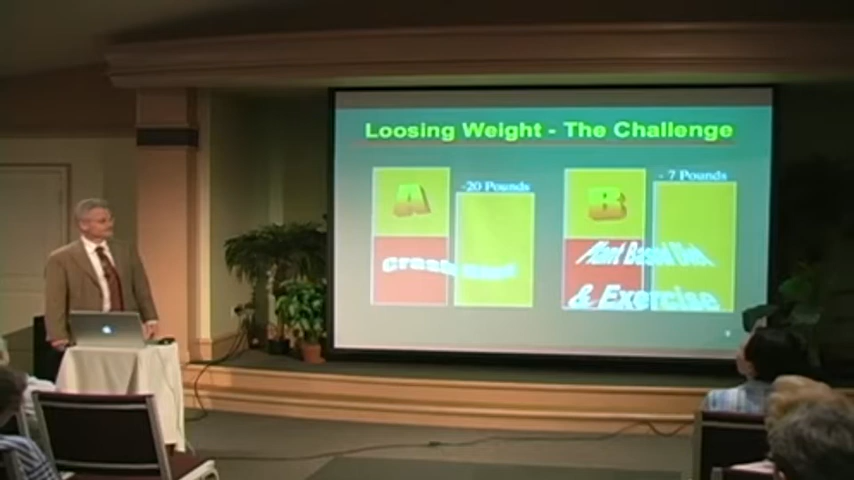 Loosing Weight - The Challenge
A
-20 Pounds
Crash Diet
B
- 7 Pounds
Plant Based Diet
& Exercise